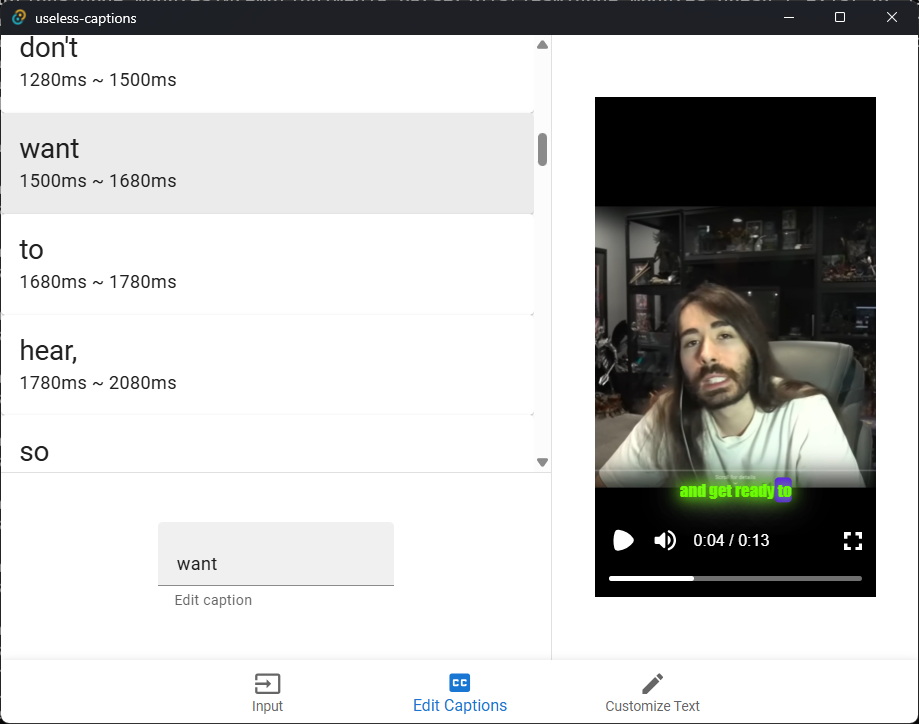 useless-captions
don't
1280ms ~ 1500ms
want
1500ms ~ 1680ms
to
1680ms ~ 1780ms
hear,
1780ms ~ 2080ms
so
want
Edit caption
and get ready to
0:04 / 0:13
Input
CC
Edit Captions
Customize Text